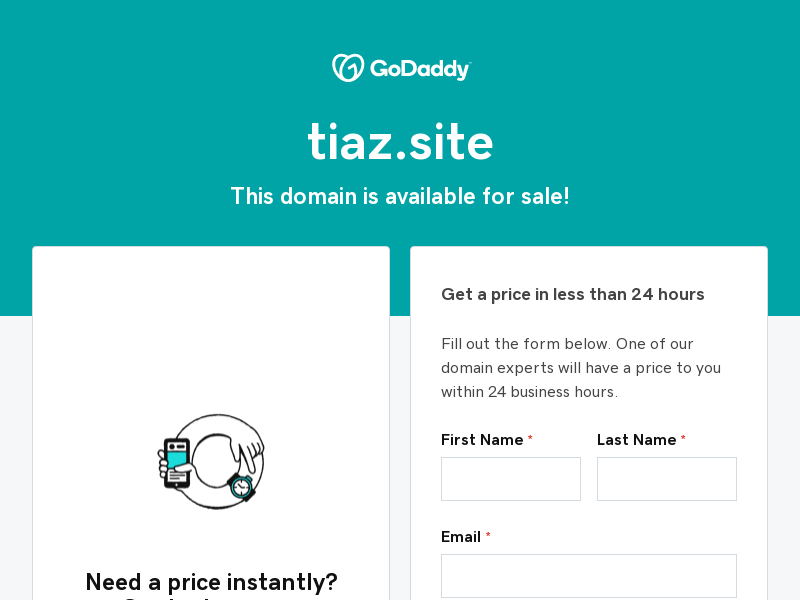 GoDaddy
tiaz.site
This domain is available for sale!
Get a price in less than 24 hours
Fill out the form below. One of our
domain experts will have a price to you
within 24 business hours.
First Name *
Last Name *
Email *
Need a price instantly?